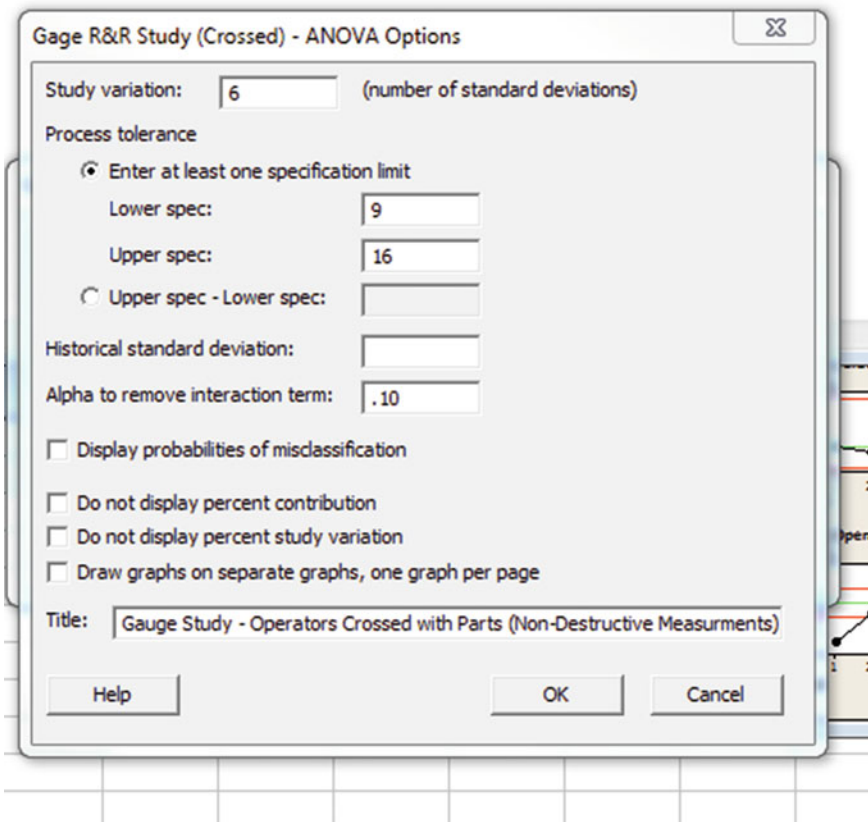 Gage R&R Study (Crossed) - ANOVA Options
Study variation: 6 (number of standard deviations)
Process tolerance
Enter at least one specification limit
Lower spec: 9
Upper spec: 16
Upper spec - Lower spec:
Historical standard deviation:
Alpha to remove interaction term: .10
Display probabilities of misclassification
Do not display percent contribution
Do not display percent study variation
Draw graphs on separate graphs, one graph per page
Title: Gauge Study - Operators Crossed with Parts (Non-Destructive Measurments)
Help OK Cancel
1